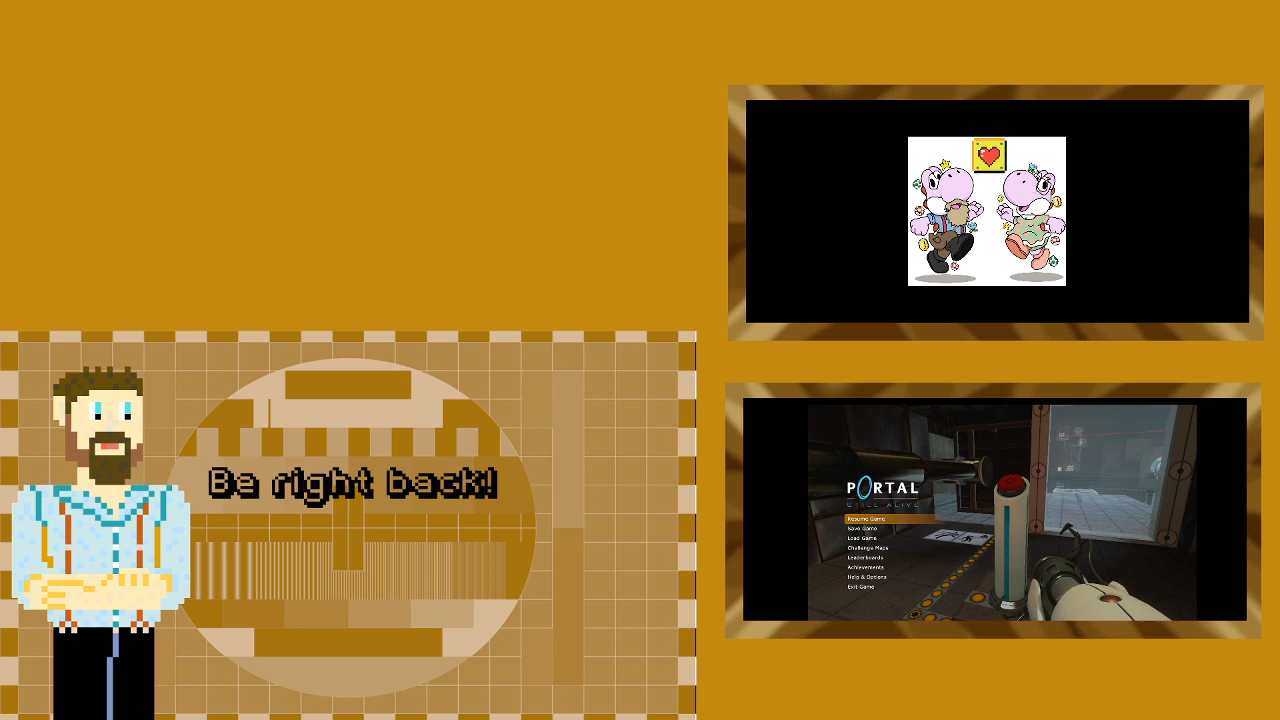 Be right back!
PORTAL
STILL ALIVE
Resume Game
Save Game
Load Game
Challenge Maps
Leaderboards
Achievements
Help & Options
Exit Game